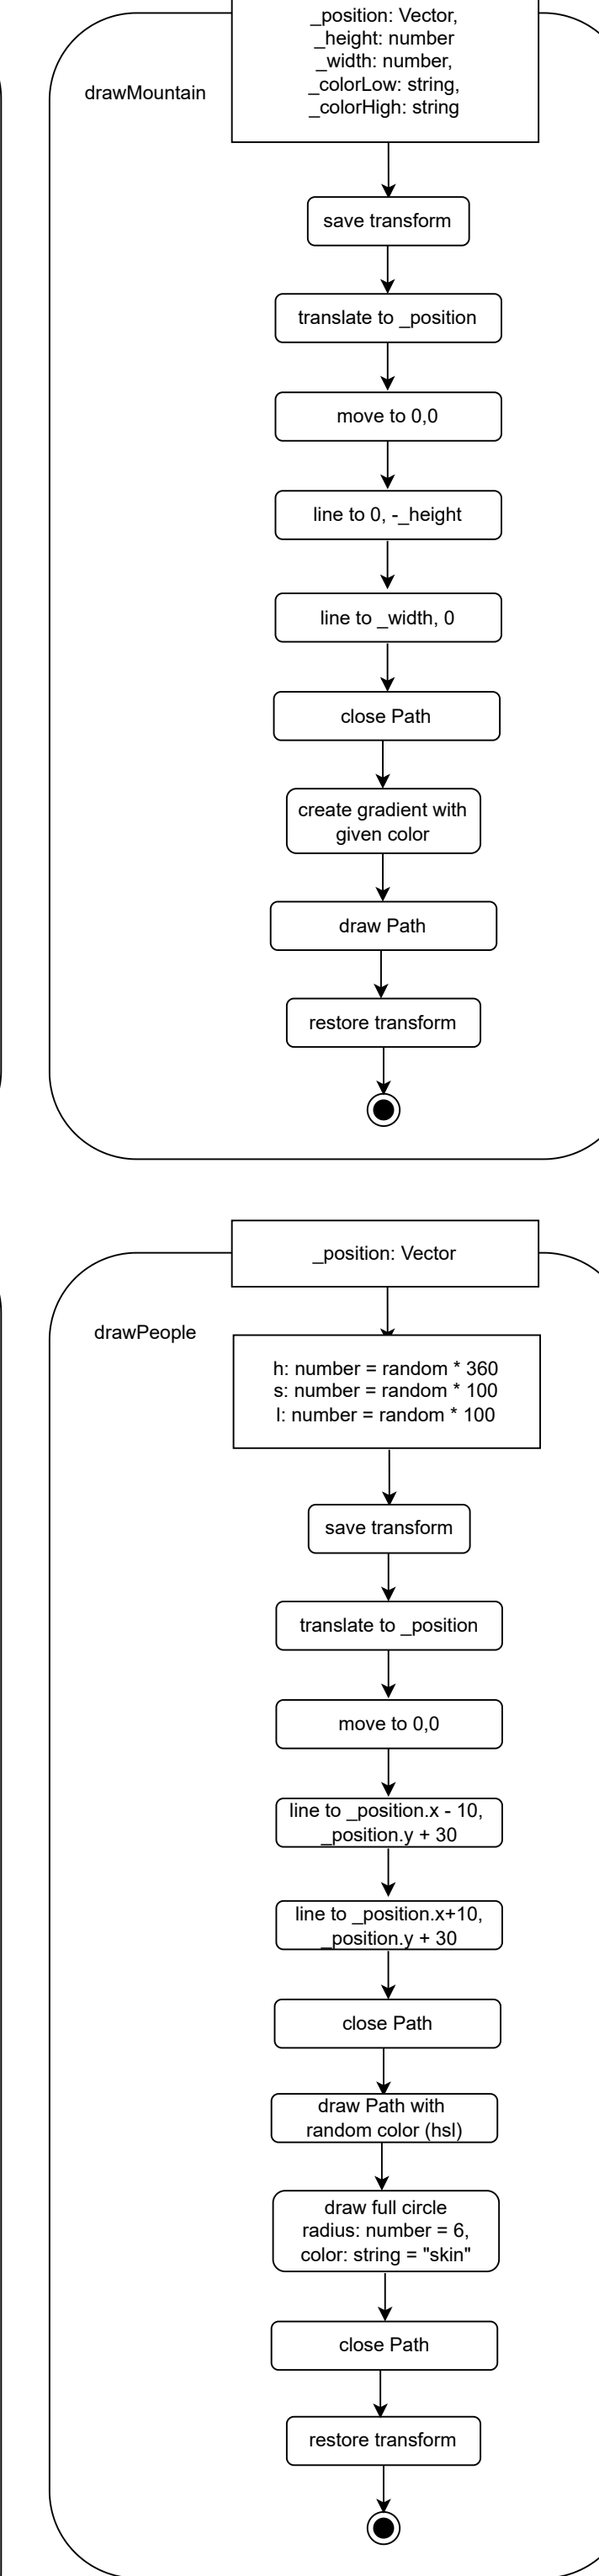 _position: Vector,
_height: number
_width: number,
_colorLow: string,
_colorHigh: string
drawMountain
save transform
translate to _position
move to 0,0
line to 0, -_height
line to _width, 0
close Path
create gradient with
given color
draw Path
restore transform
_position: Vector
drawPeople
h: number = random * 360
s: number = random * 100
l: number = random * 100
save transform
translate to _position
move to 0,0
line to _position.x - 10,
_position.y + 30
line to _position.x+10,
_position.y + 30
close Path
draw Path with
random color (hsl)
draw full circle
radius: number = 6,
color: string = "skin"
close Path
restore transform